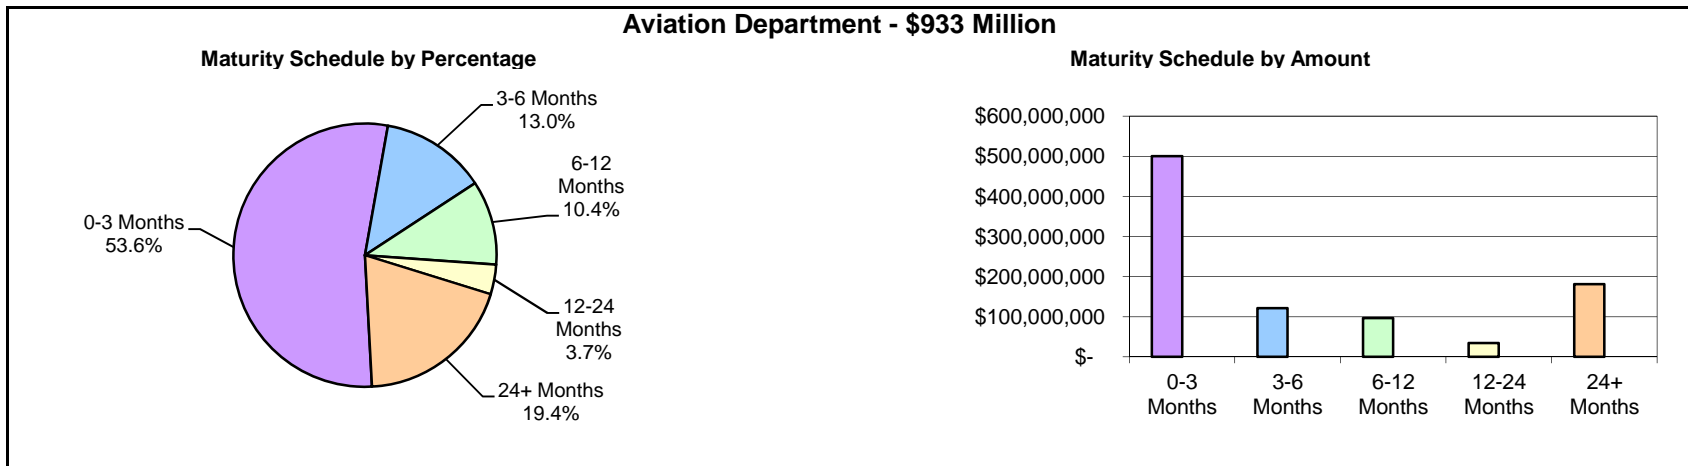 Aviation Department - $933 Million
Maturity Schedule by Percentage
3-6 Months
13.0%
6-12
Months
10.4%
0-3 Months
53.6%
12-24
Months
3.7%
24+ Months
19.4%
Maturity Schedule by Amount
$600,000,000
$500,000,000
$400,000,000
$300,000,000
$200,000,000
$100,000,000
$-
0-3
Months
3-6
Months
6-12
Months
12-24
Months
24+
Months